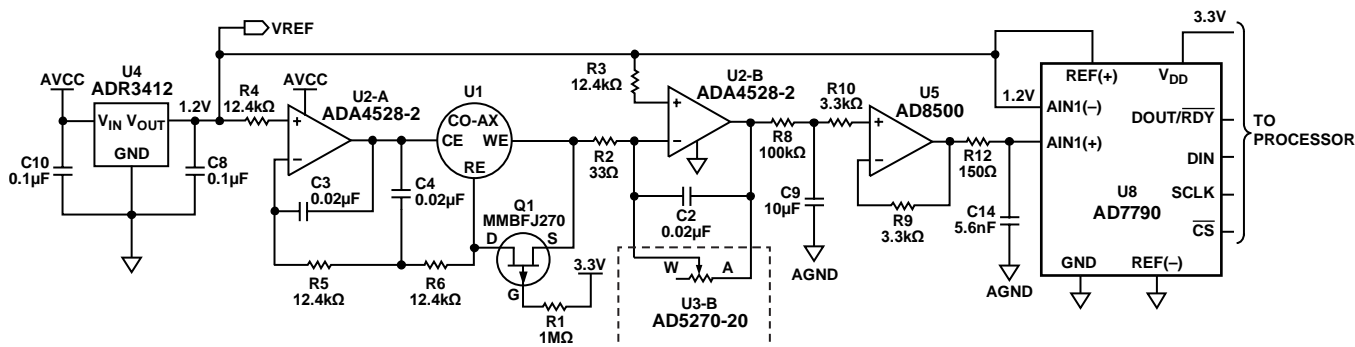 VREF
3.3V
AVCC
U4
ADR3412
VIN VOUT
GND
1.2V
C10
0.1µF
C8
0.1µF
R4
12.4kΩ
AVCC
U2-A
ADA4528-2
+
−
C3
0.02µF
C4
0.02µF
R5
12.4kΩ
R6
12.4kΩ
U1
CO-AX
CE
WE
RE
Q1
MMBFJ270
D
S
G
3.3V
R1
1MΩ
R2
33Ω
R3
12.4kΩ
U2-B
ADA4528-2
+
−
C2
0.02µF
W
A
U3-B
AD5270-20
R8
100kΩ
C9
10µF
AGND
R10
3.3kΩ
U5
AD8500
+
−
R9
3.3kΩ
R12
150Ω
C14
5.6nF
AGND
1.2V
REF(+)
VDD
AIN1(−)
AIN1(+)
DOUT/RDY
DIN
SCLK
CS
U8
AD7790
GND
REF(−)
TO
PROCESSOR